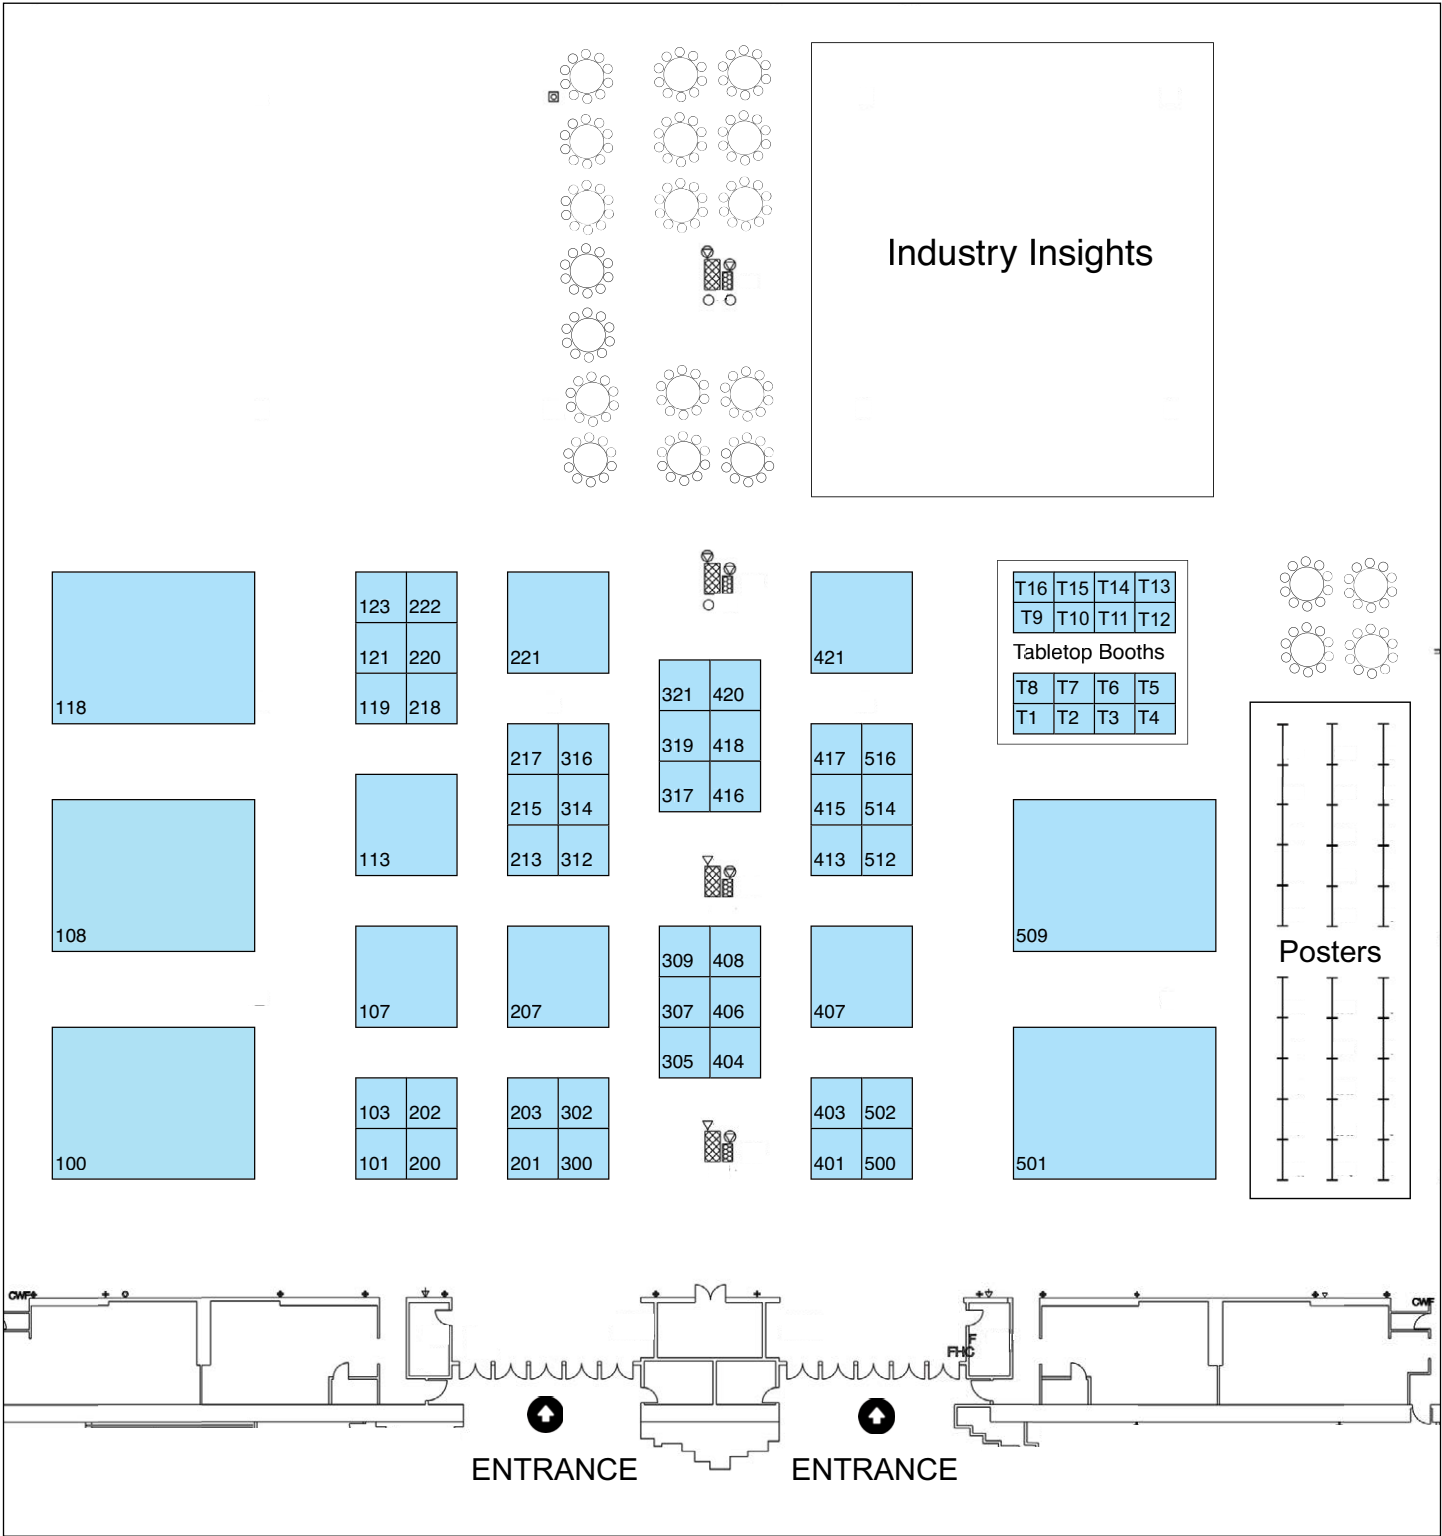 Industry Insights
T16 T15 T14 T13
T9 T10 T11 T12
Tabletop Booths
T8 T7 T6 T5
T1 T2 T3 T4
123 222
121 220
119 218
118
221
421
321 420
319 418
317 416
217 316
215 314
213 312
417 516
415 514
413 512
113
108
509
Posters
107
207
309 408
307 406
305 404
407
103 202
101 200
203 302
201 300
403 502
401 500
100
501
CWF
CWF
F
FHC
ENTRANCE
ENTRANCE